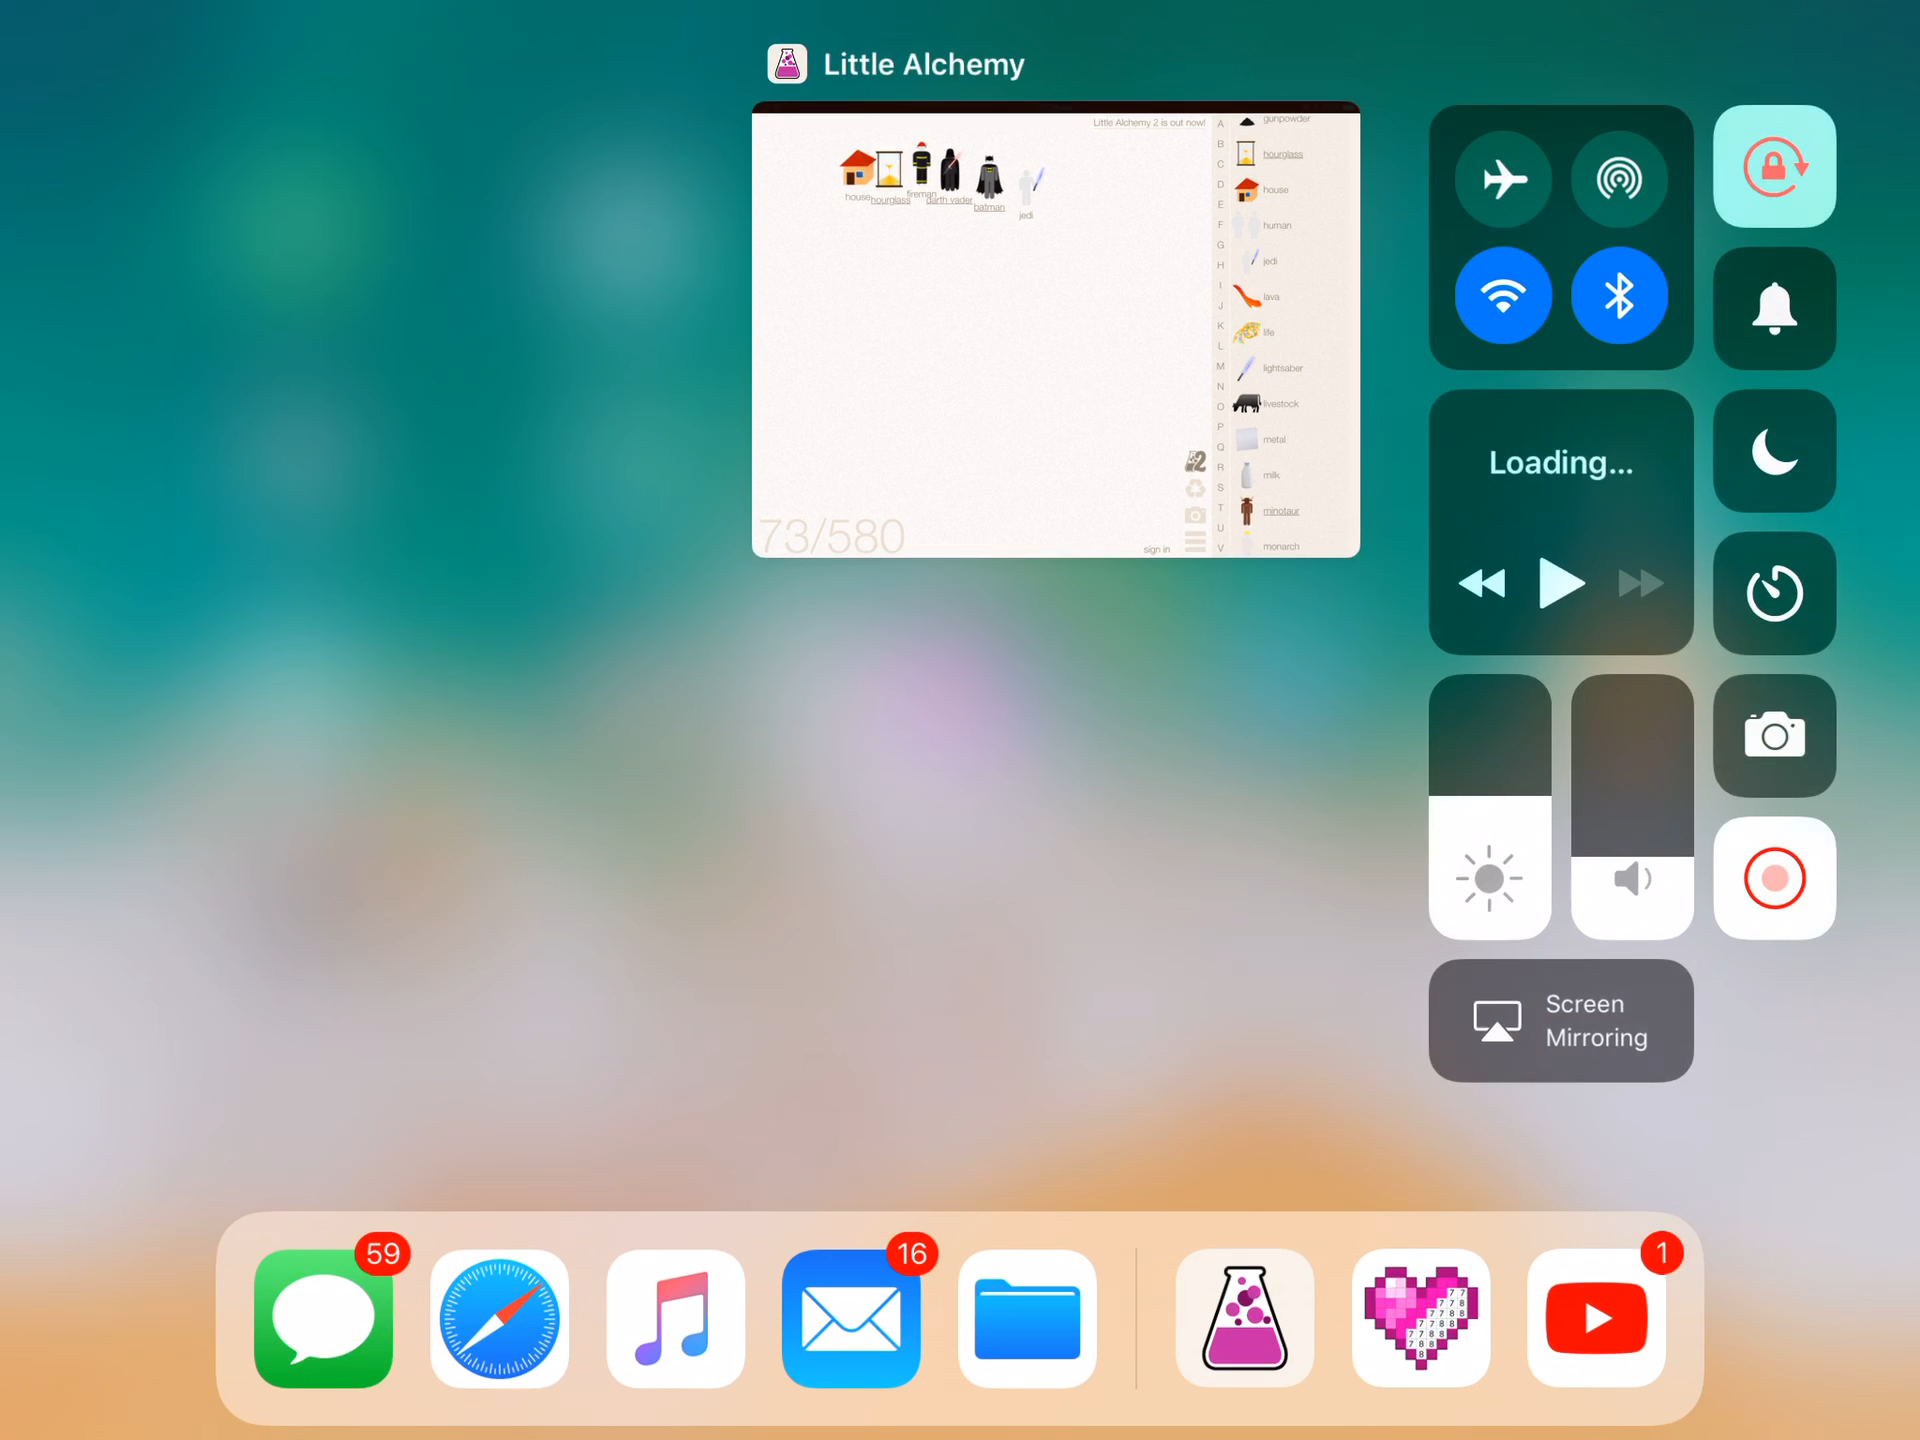 Little Alchemy
Little Alchemy 2 is out now!
house
hourglass
fireman
darth vader
batman
jedi
73/580
sign in
A
B
C
D
E
F
G
H
I
J
K
L
M
N
O
P
Q
R
S
T
U
V
gunpowder
hourglass
house
human
jedi
lava
life
lightsaber
livestock
metal
milk
minotaur
monarch
Loading...
Screen
Mirroring
59
16
1